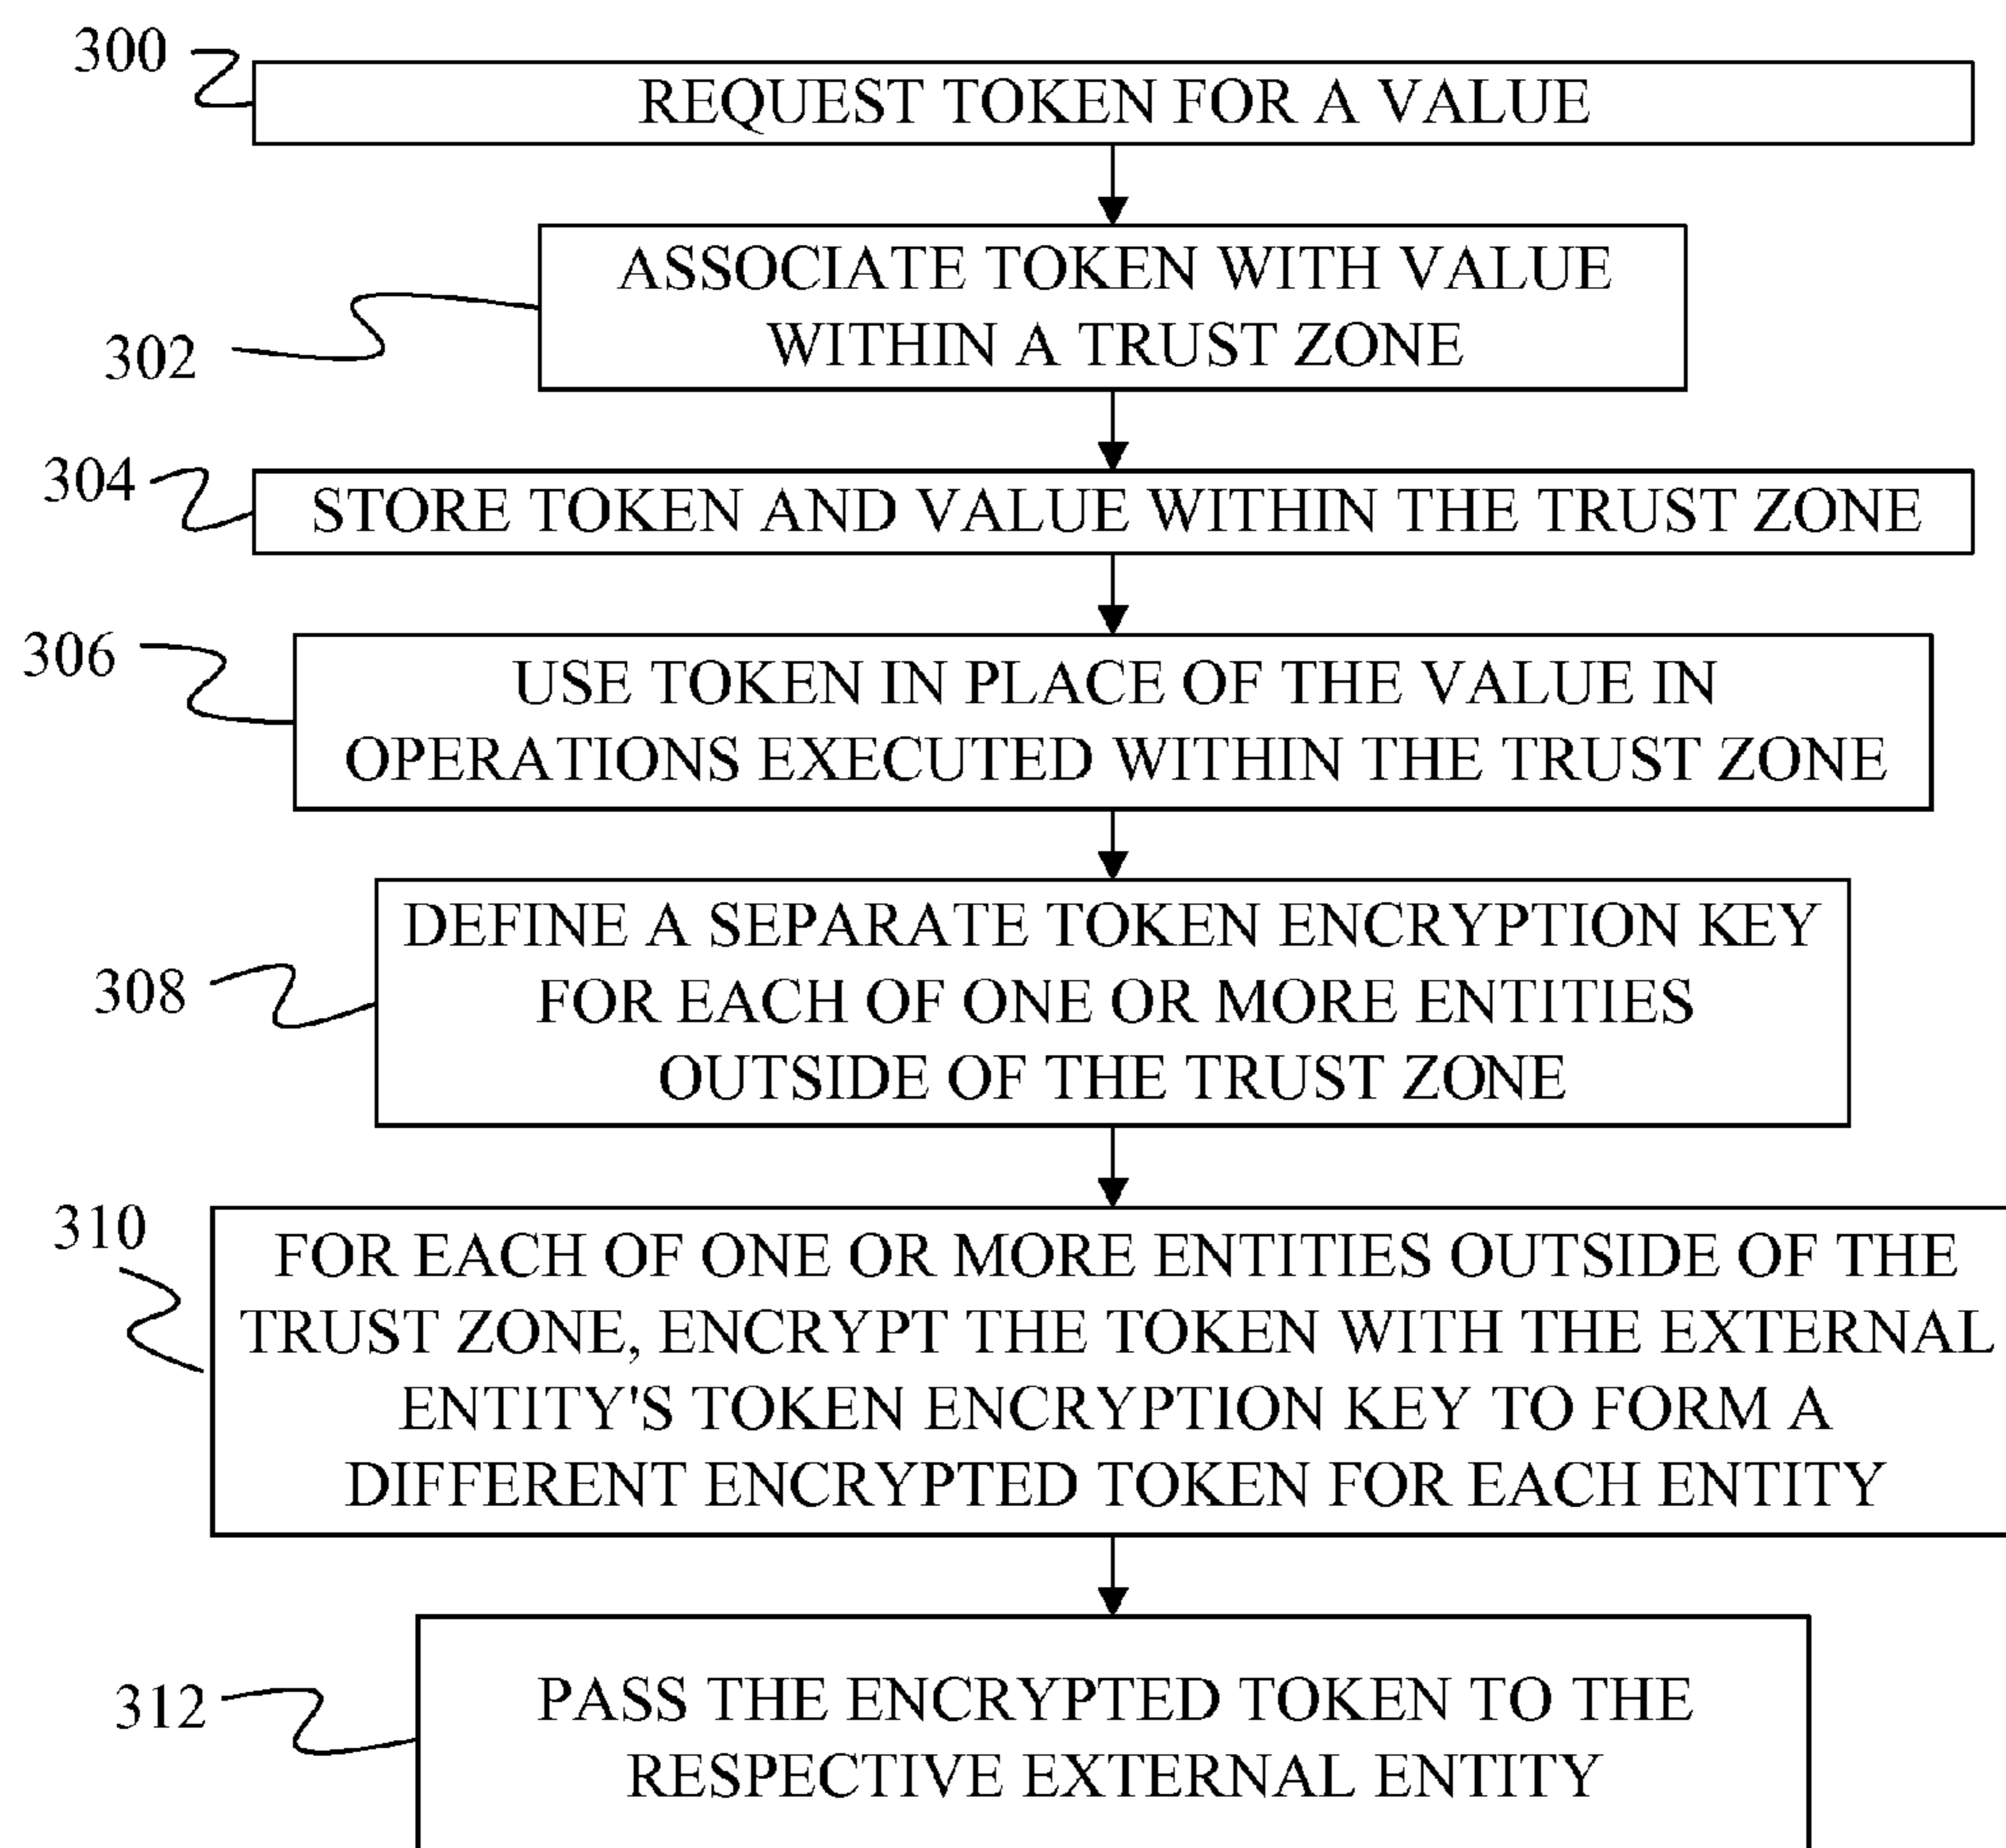 300
REQUEST TOKEN FOR A VALUE
ASSOCIATE TOKEN WITH VALUE
WITHIN A TRUST ZONE
302
304
STORE TOKEN AND VALUE WITHIN THE TRUST ZONE
306
USE TOKEN IN PLACE OF THE VALUE IN
OPERATIONS EXECUTED WITHIN THE TRUST ZONE
DEFINE A SEPARATE TOKEN ENCRYPTION KEY
FOR EACH OF ONE OR MORE ENTITIES
OUTSIDE OF THE TRUST ZONE
308
310
FOR EACH OF ONE OR MORE ENTITIES OUTSIDE OF THE
TRUST ZONE, ENCRYPT THE TOKEN WITH THE EXTERNAL
ENTITY'S TOKEN ENCRYPTION KEY TO FORM A
DIFFERENT ENCRYPTED TOKEN FOR EACH ENTITY
312
PASS THE ENCRYPTED TOKEN TO THE
RESPECTIVE EXTERNAL ENTITY